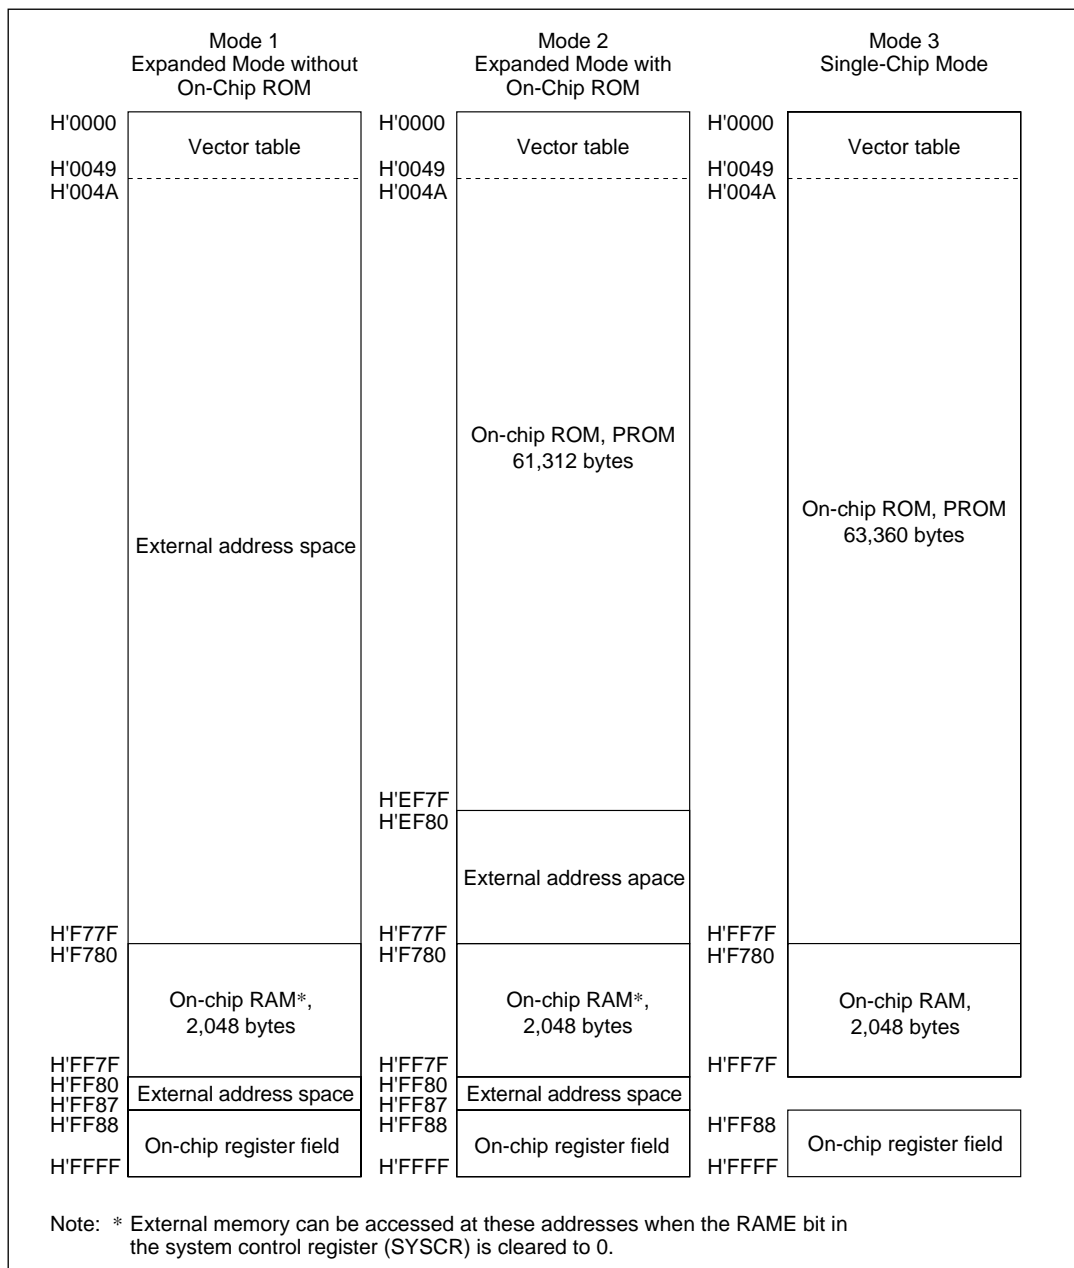 Mode 1
Expanded Mode without
On-Chip ROM
H'0000
Vector table
H'0049
H'004A
External address space
H'F77F
H'F780
On-chip RAM*,
2,048 bytes
H'FF7F
H'FF80
External address space
H'FF87
H'FF88
On-chip register field
H'FFFF
Mode 2
Expanded Mode with
On-Chip ROM
H'0000
Vector table
H'0049
H'004A
On-chip ROM, PROM
61,312 bytes
H'EF7F
H'EF80
External address apace
H'F77F
H'F780
On-chip RAM*,
2,048 bytes
H'FF7F
H'FF80
External address space
H'FF87
H'FF88
On-chip register field
H'FFFF
Mode 3
Single-Chip Mode
H'0000
Vector table
H'0049
H'004A
On-chip ROM, PROM
63,360 bytes
H'FF7F
H'F780
On-chip RAM,
2,048 bytes
H'FF7F
H'FF88
On-chip register field
H'FFFF
Note: * External memory can be accessed at these addresses when the RAME bit in
the system control register (SYSCR) is cleared to 0.